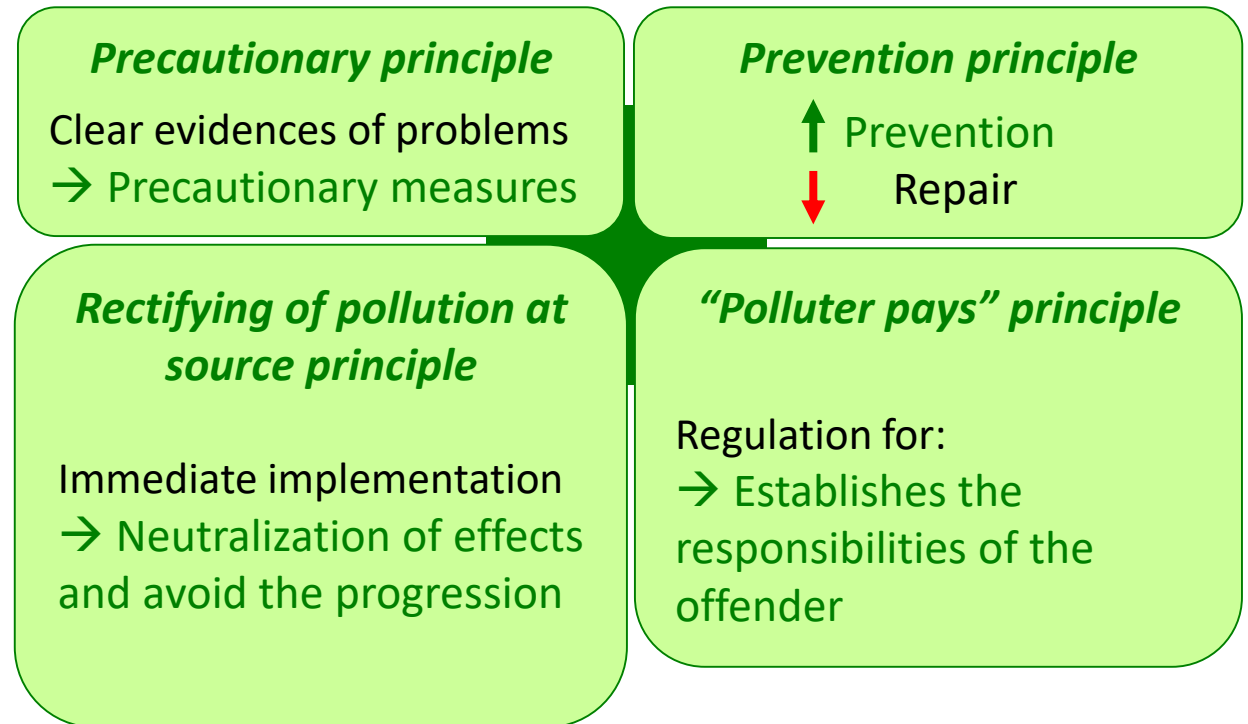 Precautionary principle
Clear evidences of problems
→ Precautionary measures
Prevention principle
Prevention
Repair
Rectifying of pollution at
source principle
Immediate implementation
→ Neutralization of effects
and avoid the progression
“Polluter pays” principle
Regulation for:
→ Establishes the
responsibilities of the
offender